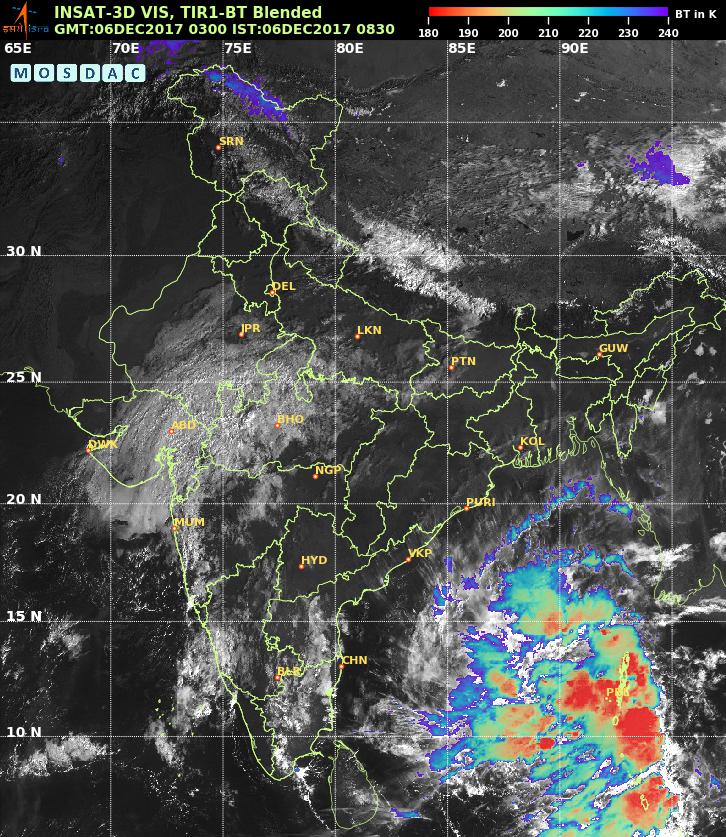 INSAT-3D VIS, TIR1-BT Blended
GMT:06DEC2017 0300 IST:06DEC2017 0830
BT in K
180 190 200 210 220 230 240
65E 70E 75E 80E 85E 90E
MOSDAC
SRN
30 N
DEL
JPR LKN
GUW
PTN
25 N
ABD BHO
DWK KOL
NGP
20 N PURI
MUM
HYD VKP
15 N
CHN
BLR
10 N